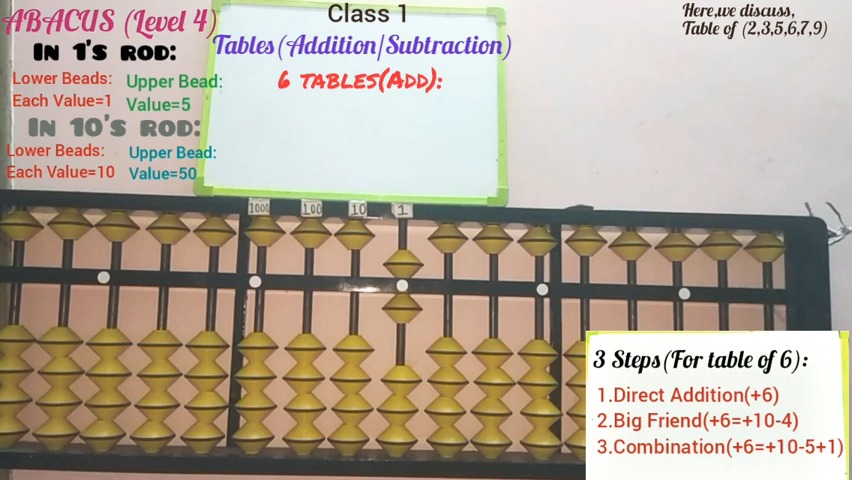 ABACUS (Level 4)
Class 1
Here,we discuss,
Table of (2,3,5,6,7,9)
Tables(Addition/Subtraction)
In 1's rod:
6 tables(Add):
Lower Beads:
Each Value=1
Upper Bead:
Value=5
In 10's rod:
Lower Beads:
Each Value=10
Upper Bead:
Value=50
1000 100 10 1
3 Steps(For table of 6):
1.Direct Addition(+6)
2.Big Friend(+6=+10-4)
3.Combination(+6=+10-5+1)